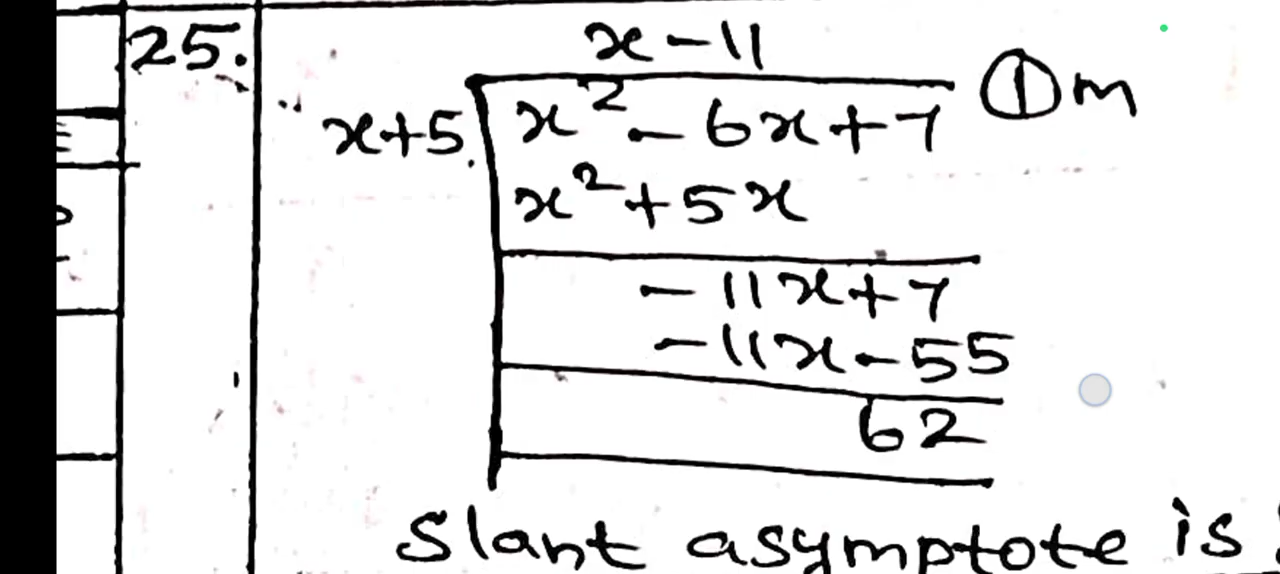 25.
x-11
x+5 x²-6x+7 ①m
x²+5x
-11x+7
-11x-55
62
Slant asymptote is